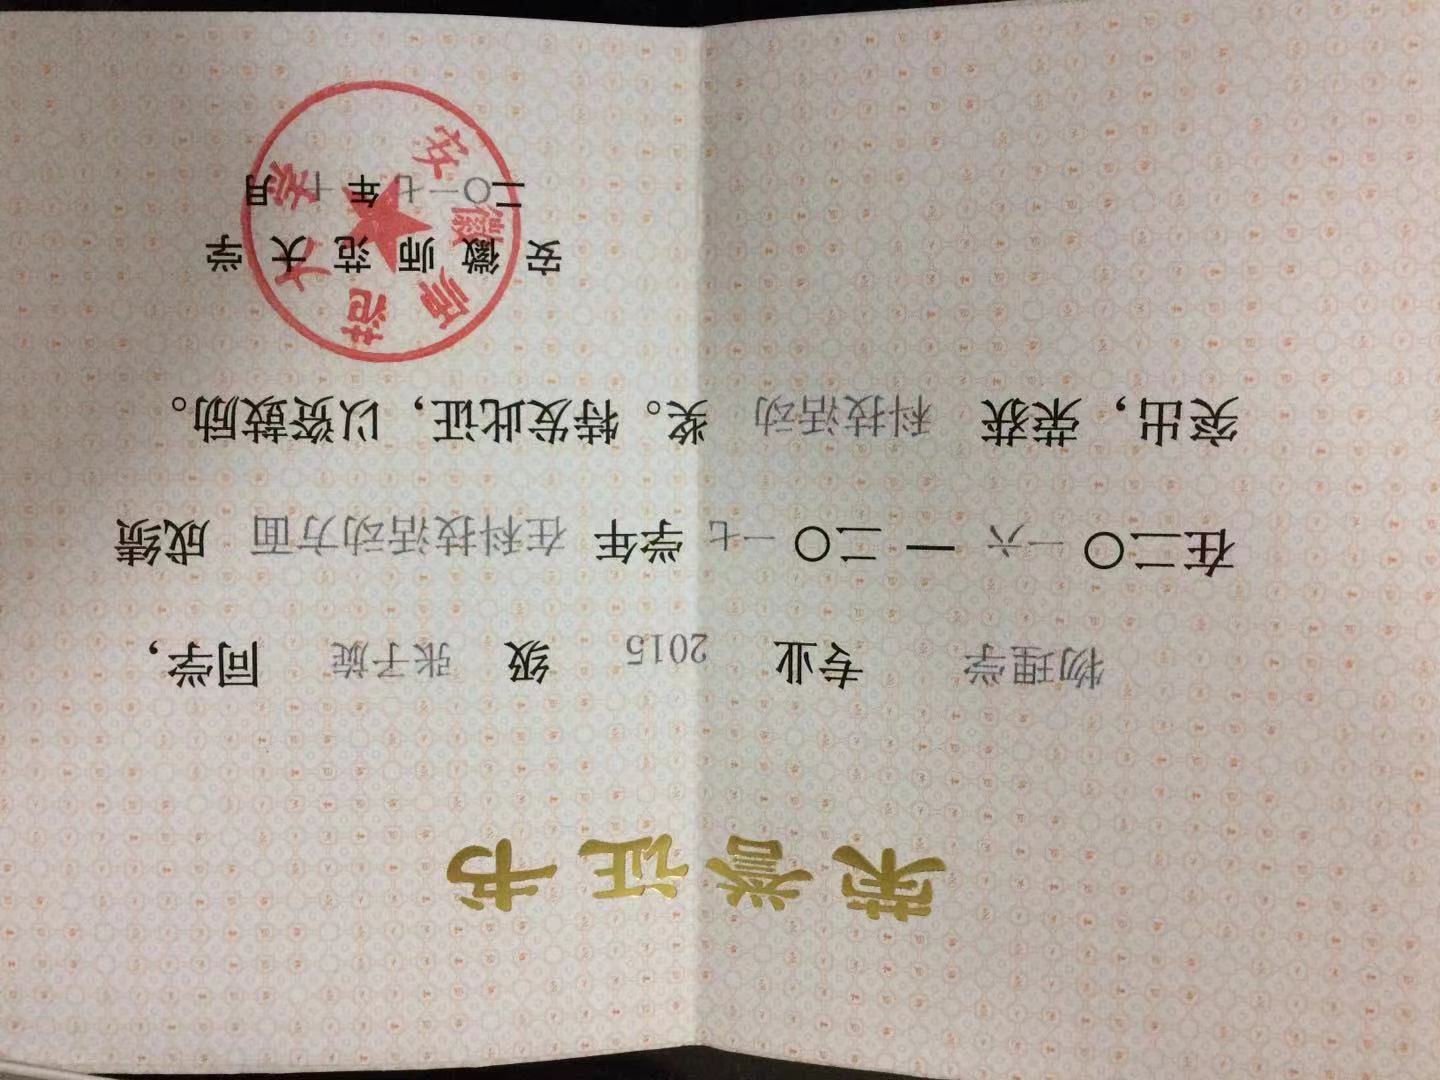 荣誉证书
物理学 专业 2015 级 张子旋 同学，
在二〇一六一二〇一七学年 在科技活动方面 成绩
突出，荣获 科技活动 奖。特发此证，以资鼓励。
安徽师范大学
二〇一七年十月
安徽师范大学